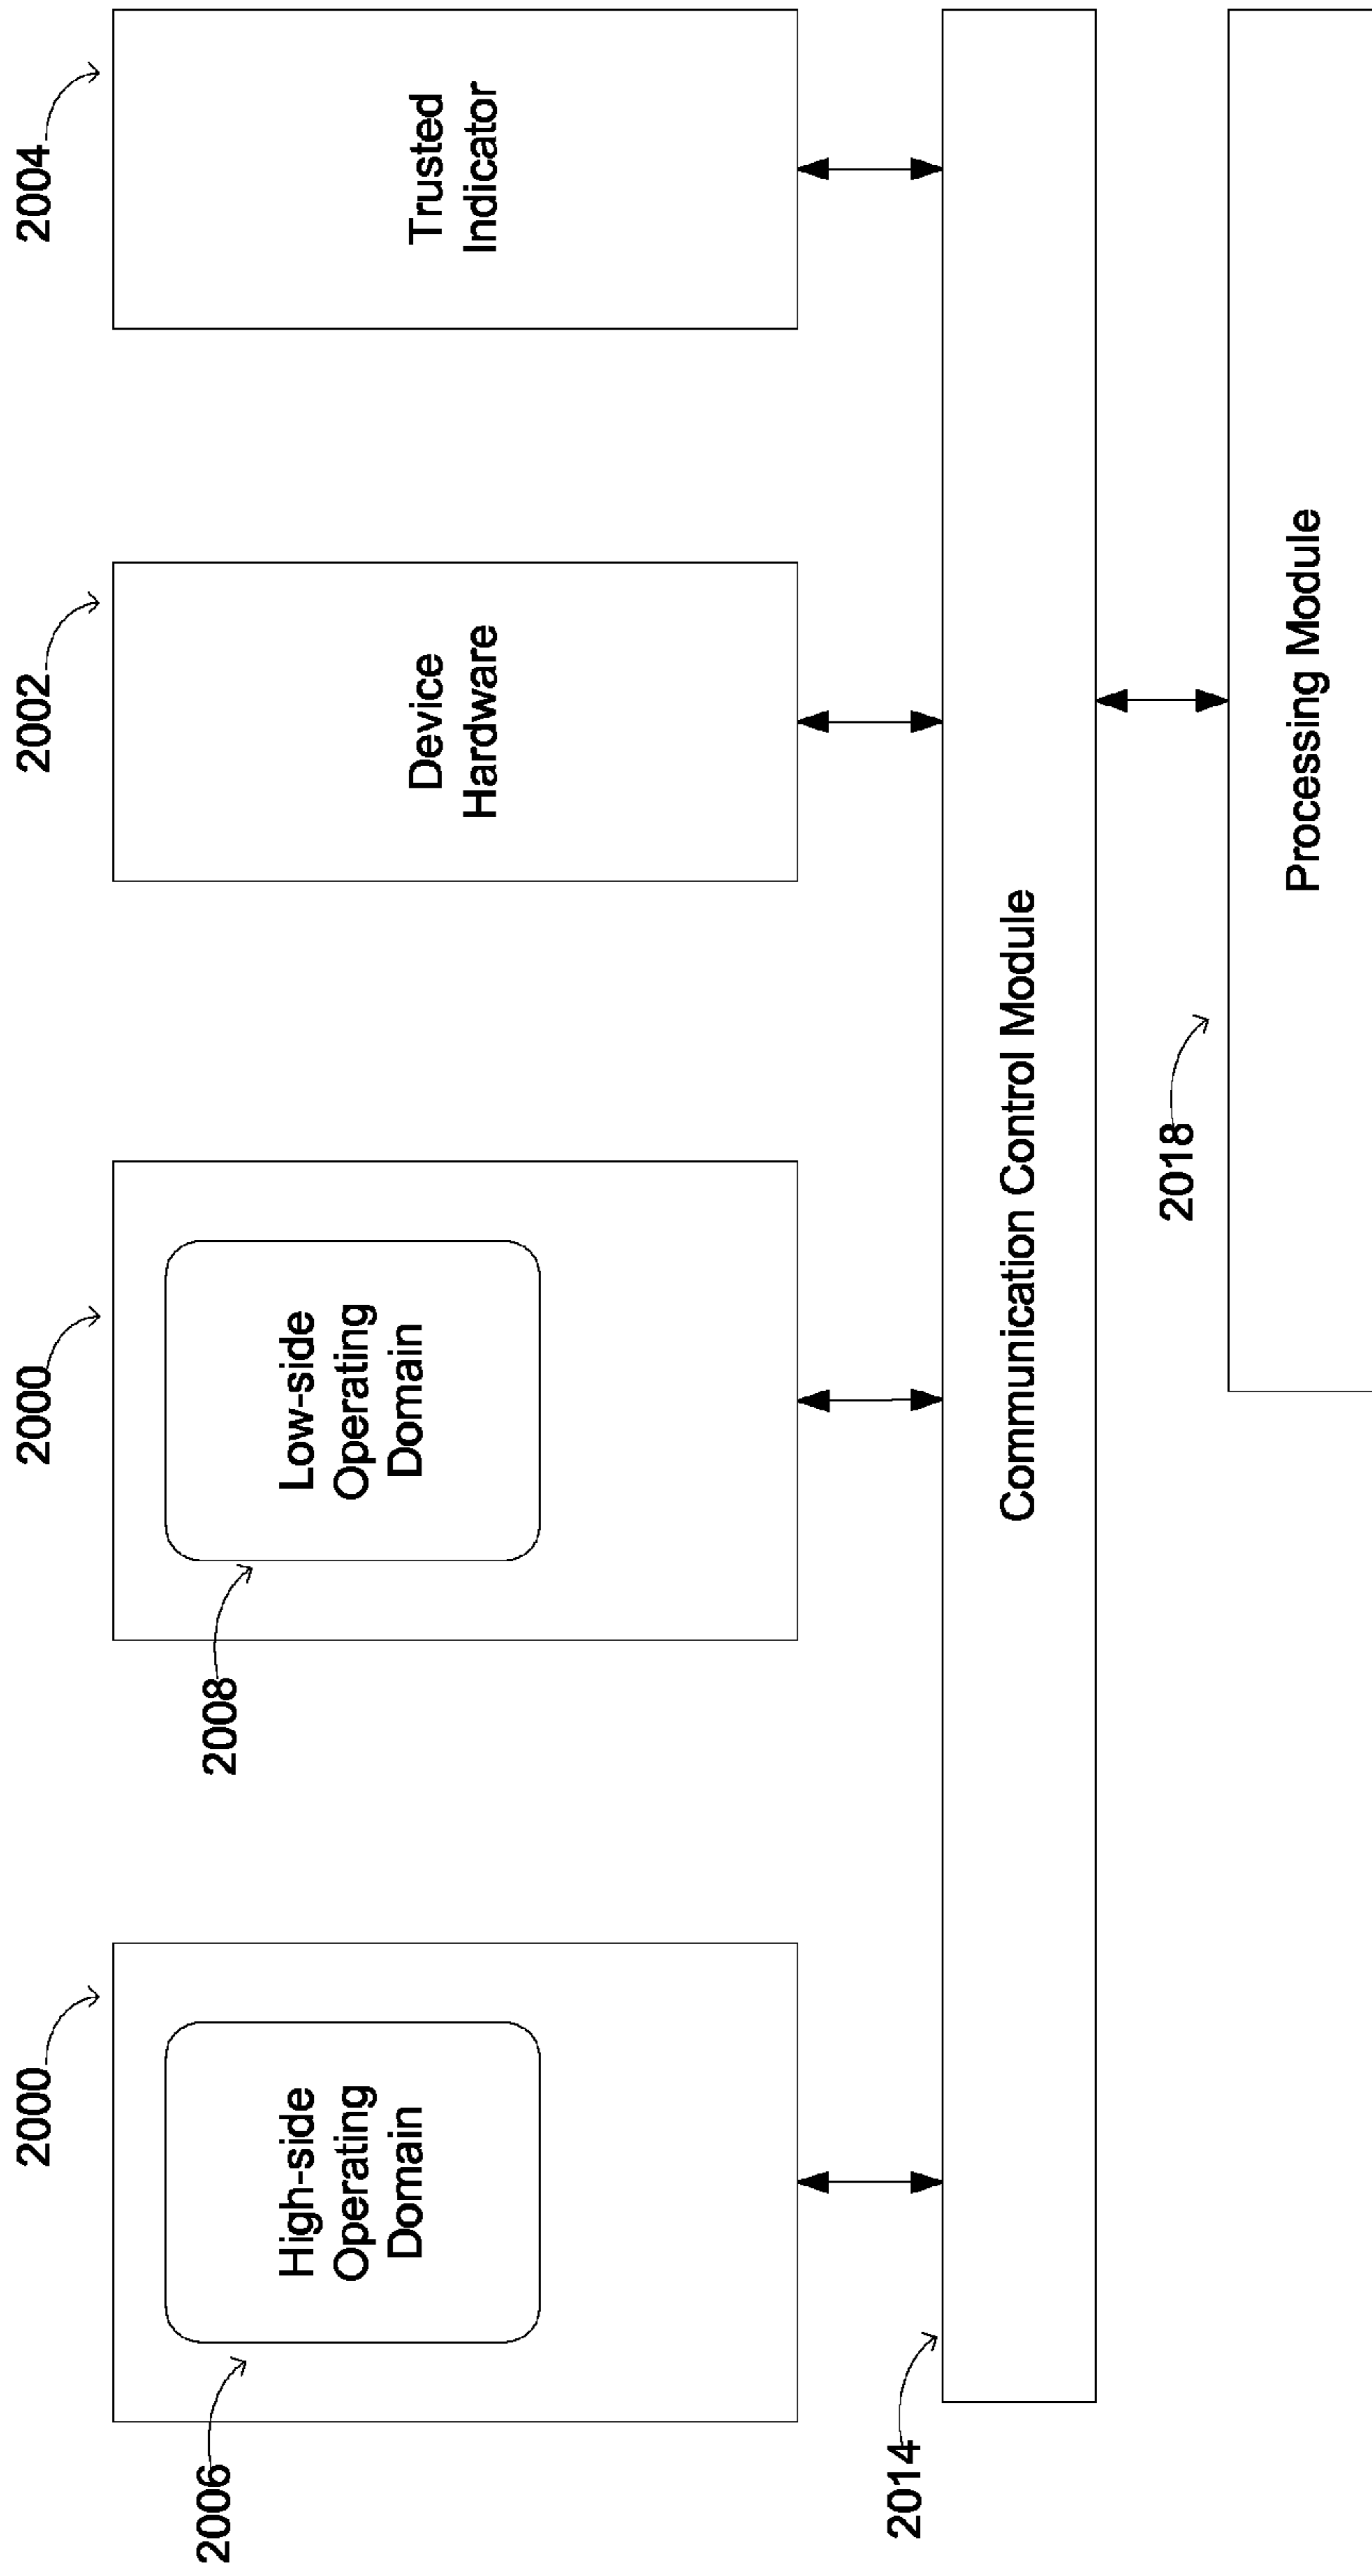 2000
2000
2002
2004
2006
High-side
Operating
Domain
2008
Low-side
Operating
Domain
Device
Hardware
Trusted
Indicator
2014
Communication Control Module
2018
Processing Module